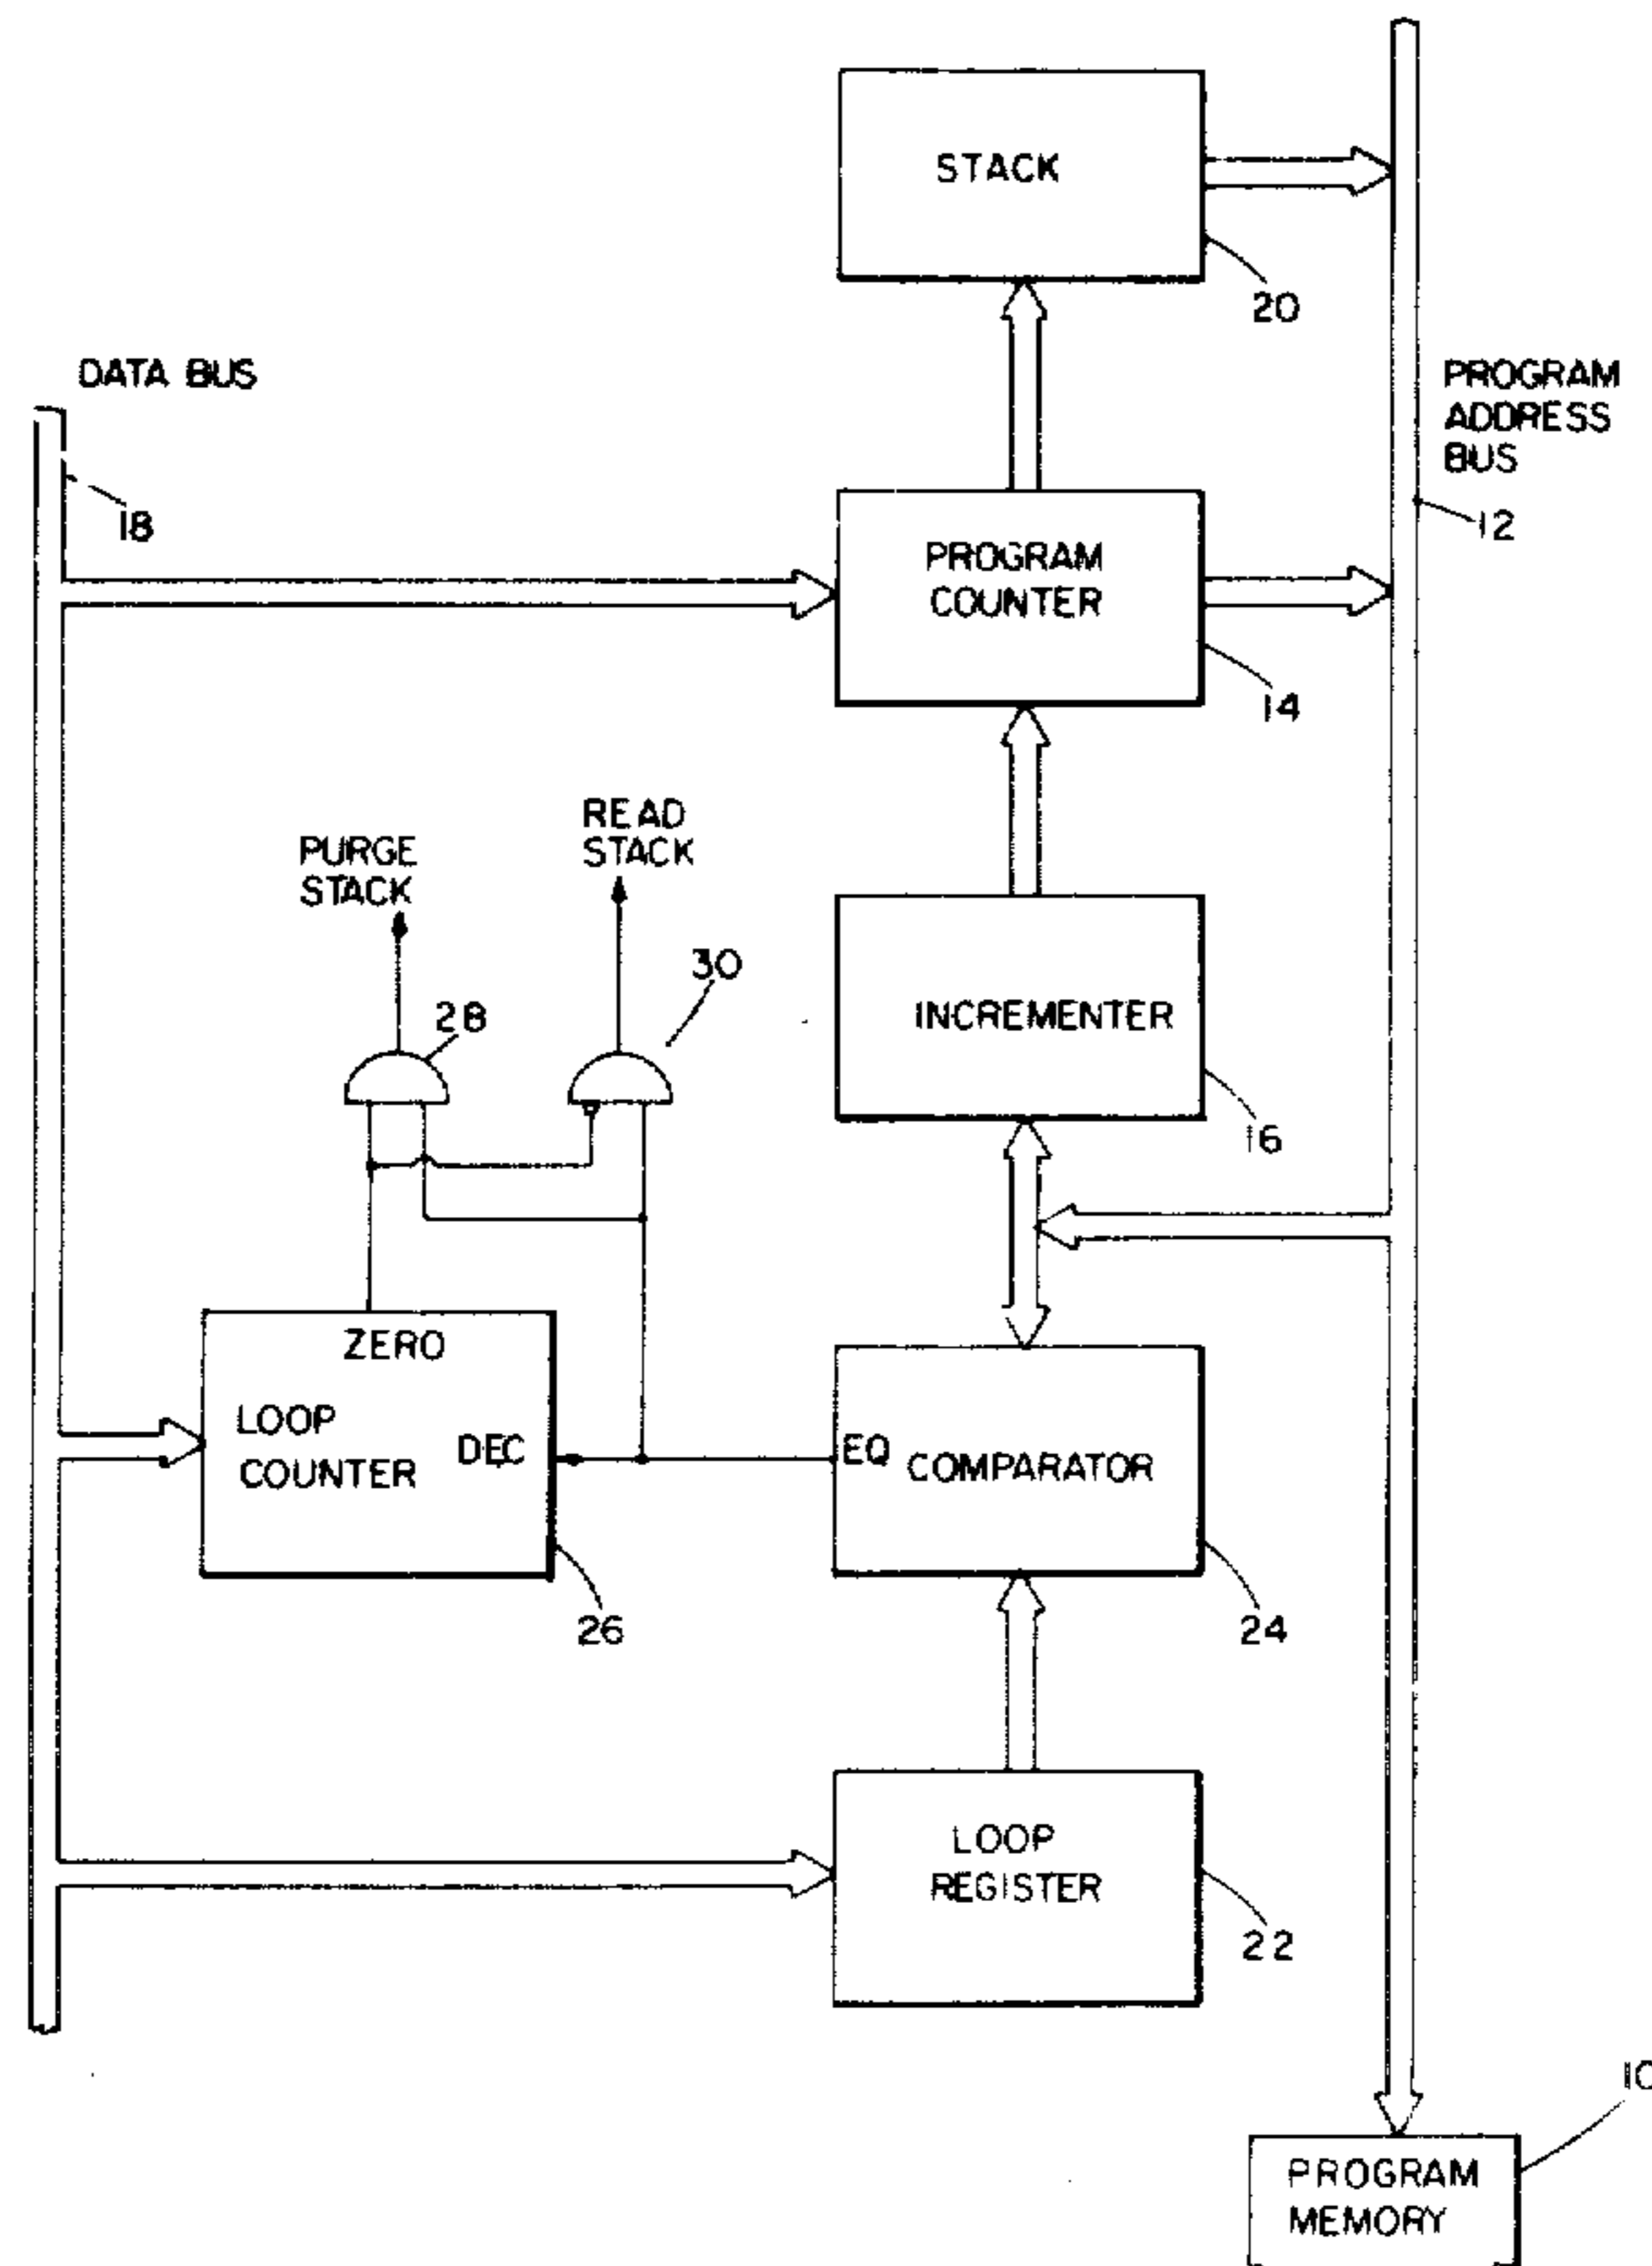 STACK
20
DATA BUS
18
PROGRAM
ADDRESS
BUS
12
PROGRAM
COUNTER
14
PURGE
STACK
READ
STACK
28
30
INCREMENTER
16
ZERO
LOOP
COUNTER
DEC
26
EQ
COMPARATOR
24
LOOP
REGISTER
22
10
PROGRAM
MEMORY